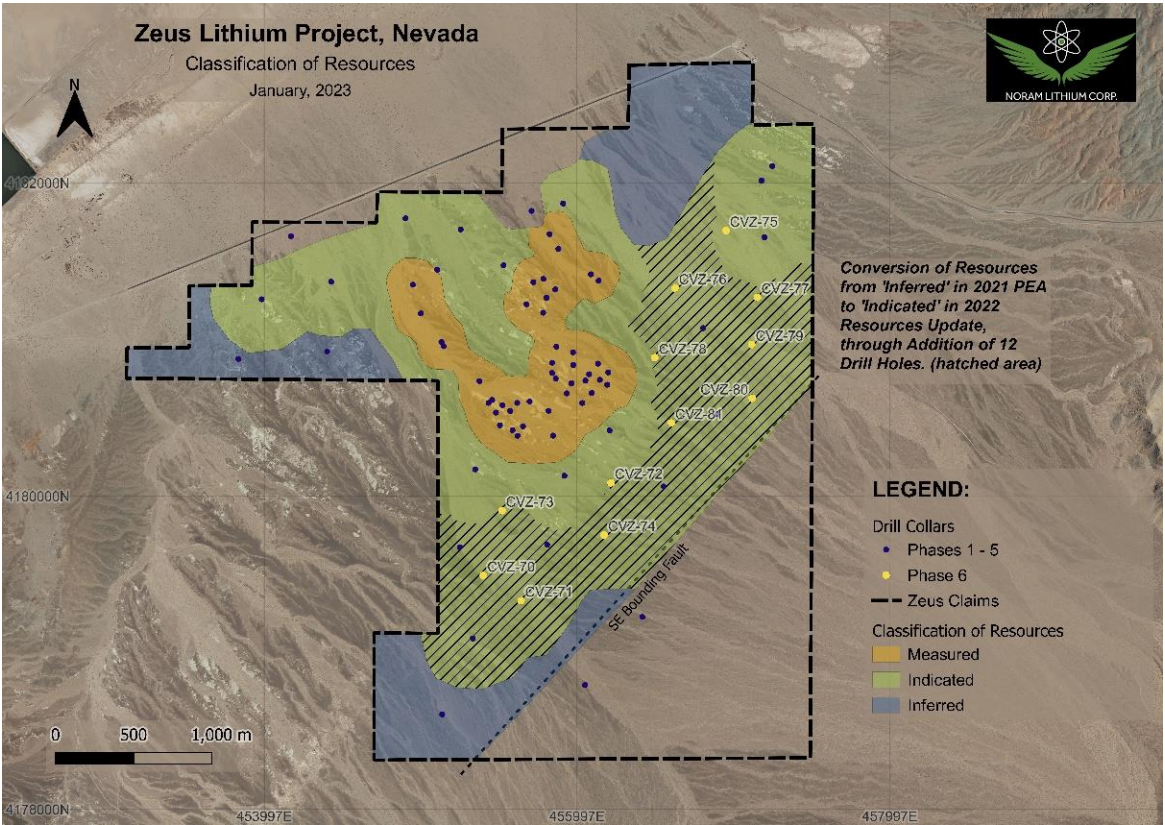 Zeus Lithium Project, Nevada
Classification of Resources
January, 2023
N
NORAM LITHIUM CORP.
4182000N
CVZ-75
CVZ-76
CVZ-77
Conversion of Resources
from 'Inferred' in 2021 PEA
to 'Indicated' in 2022
Resources Update,
through Addition of 12
Drill Holes. (hatched area)
CVZ-78
CVZ-79
CVZ-80
CVZ-81
CVZ-72
CVZ-73
4180000N
CVZ-74
CVZ-70
CVZ-71
SE Bounding Fault
LEGEND:
Drill Collars
Phases 1 - 5
Phase 6
Zeus Claims
Classification of Resources
Measured
Indicated
Inferred
0 500 1,000 m
4178000N
453997E 455997E 457997E